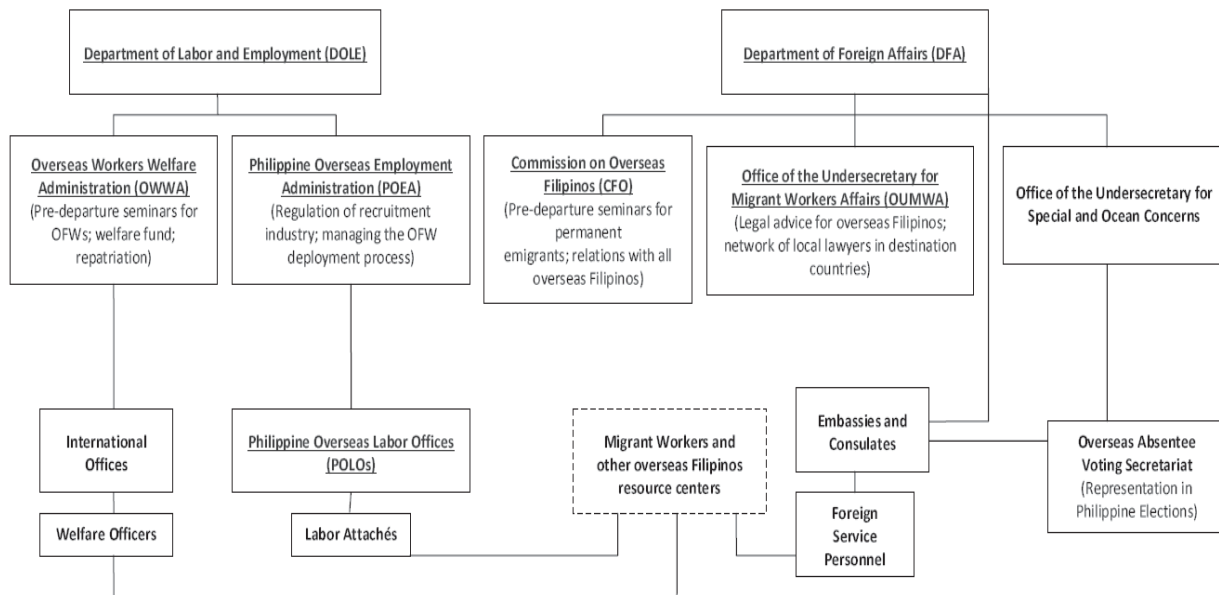 Department of Labor and Employment (DOLE)
Department of Foreign Affairs (DFA)
Overseas Workers Welfare
Administration (OWWA)
(Pre-departure seminars for
OFWs; welfare fund;
repatriation)
Philippine Overseas Employment
Administration (POEA)
(Regulation of recruitment
industry; managing the OFW
deployment process)
Commission on Overseas
Filipinos (CFO)
(Pre-departure seminars for
permanent
emigrants; relations with all
overseas Filipinos)
Office of the Undersecretary for
Migrant Workers Affairs (OUMWA)
(Legal advice for overseas Filipinos;
network of local lawyers in destination
countries)
Office of the Undersecretary for
Special and Ocean Concerns
International
Offices
Philippine Overseas Labor Offices
(POLOs)
Migrant Workers and
other overseas Filipinos
resource centers
Embassies and
Consulates
Overseas Absentee
Voting Secretariat
(Representation in
Philippine Elections)
Welfare Officers
Labor Attachés
Foreign
Service
Personnel